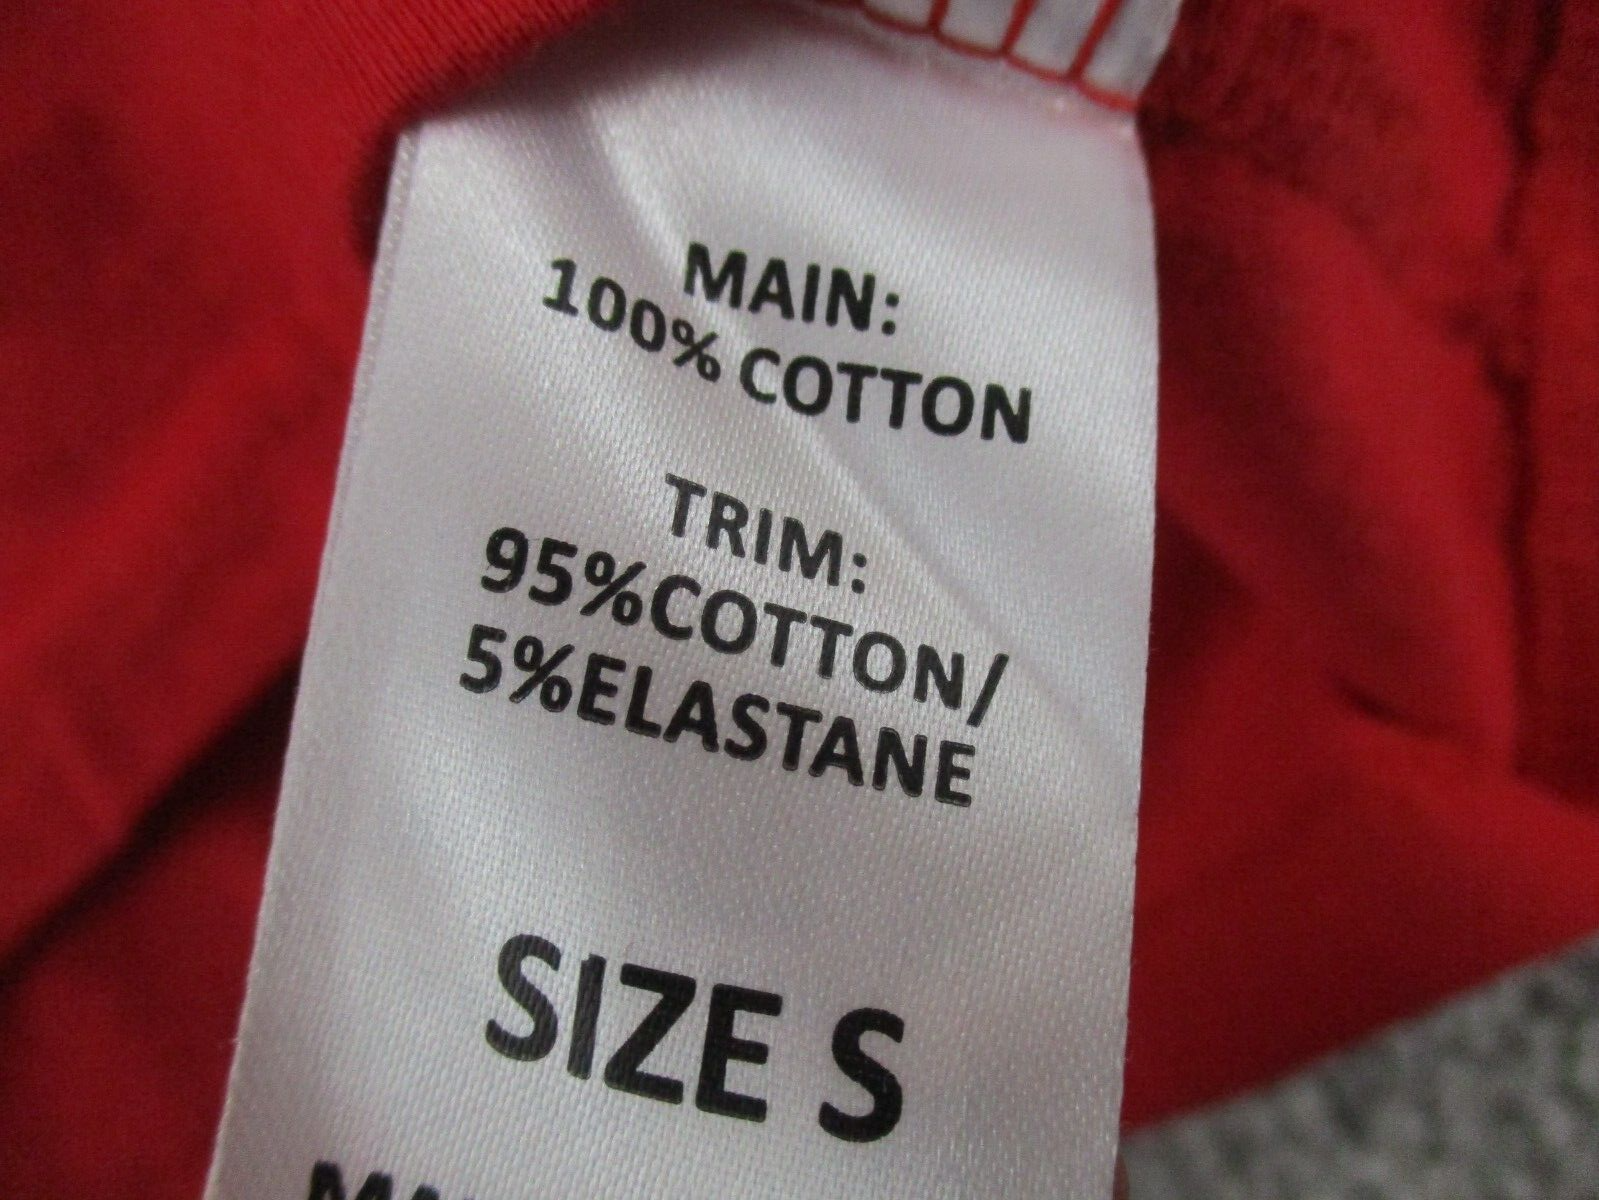 MAIN:
100% COTTON
TRIM:
95%COTTON/
5%ELASTANE
SIZE S